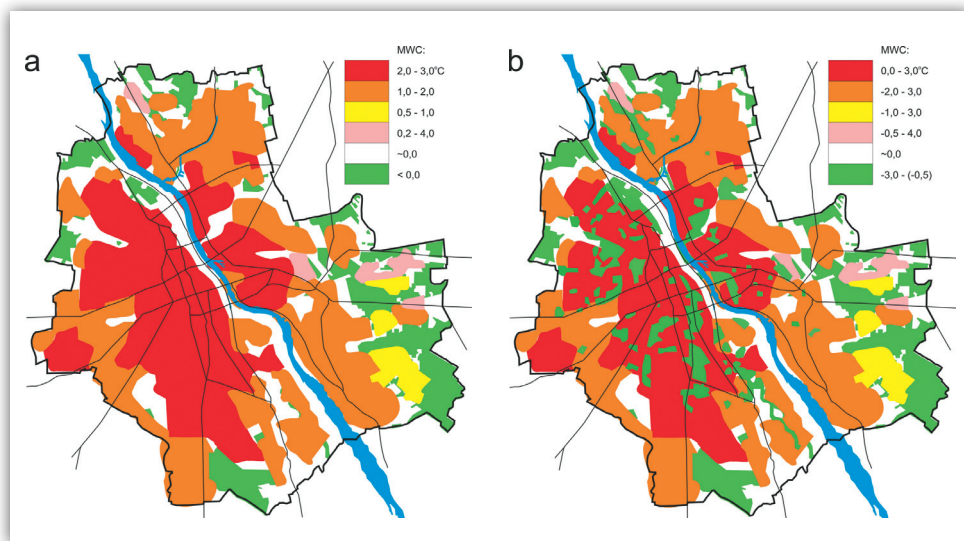 a
MWC:
2,0 - 3,0°C
1,0 - 2,0
0,5 - 1,0
0,2 - 4,0
~0,0
< 0,0
b
MWC:
0,0 - 3,0°C
-2,0 - 3,0
-1,0 - 3,0
-0,5 - 4,0
~0,0
-3,0 - (-0,5)